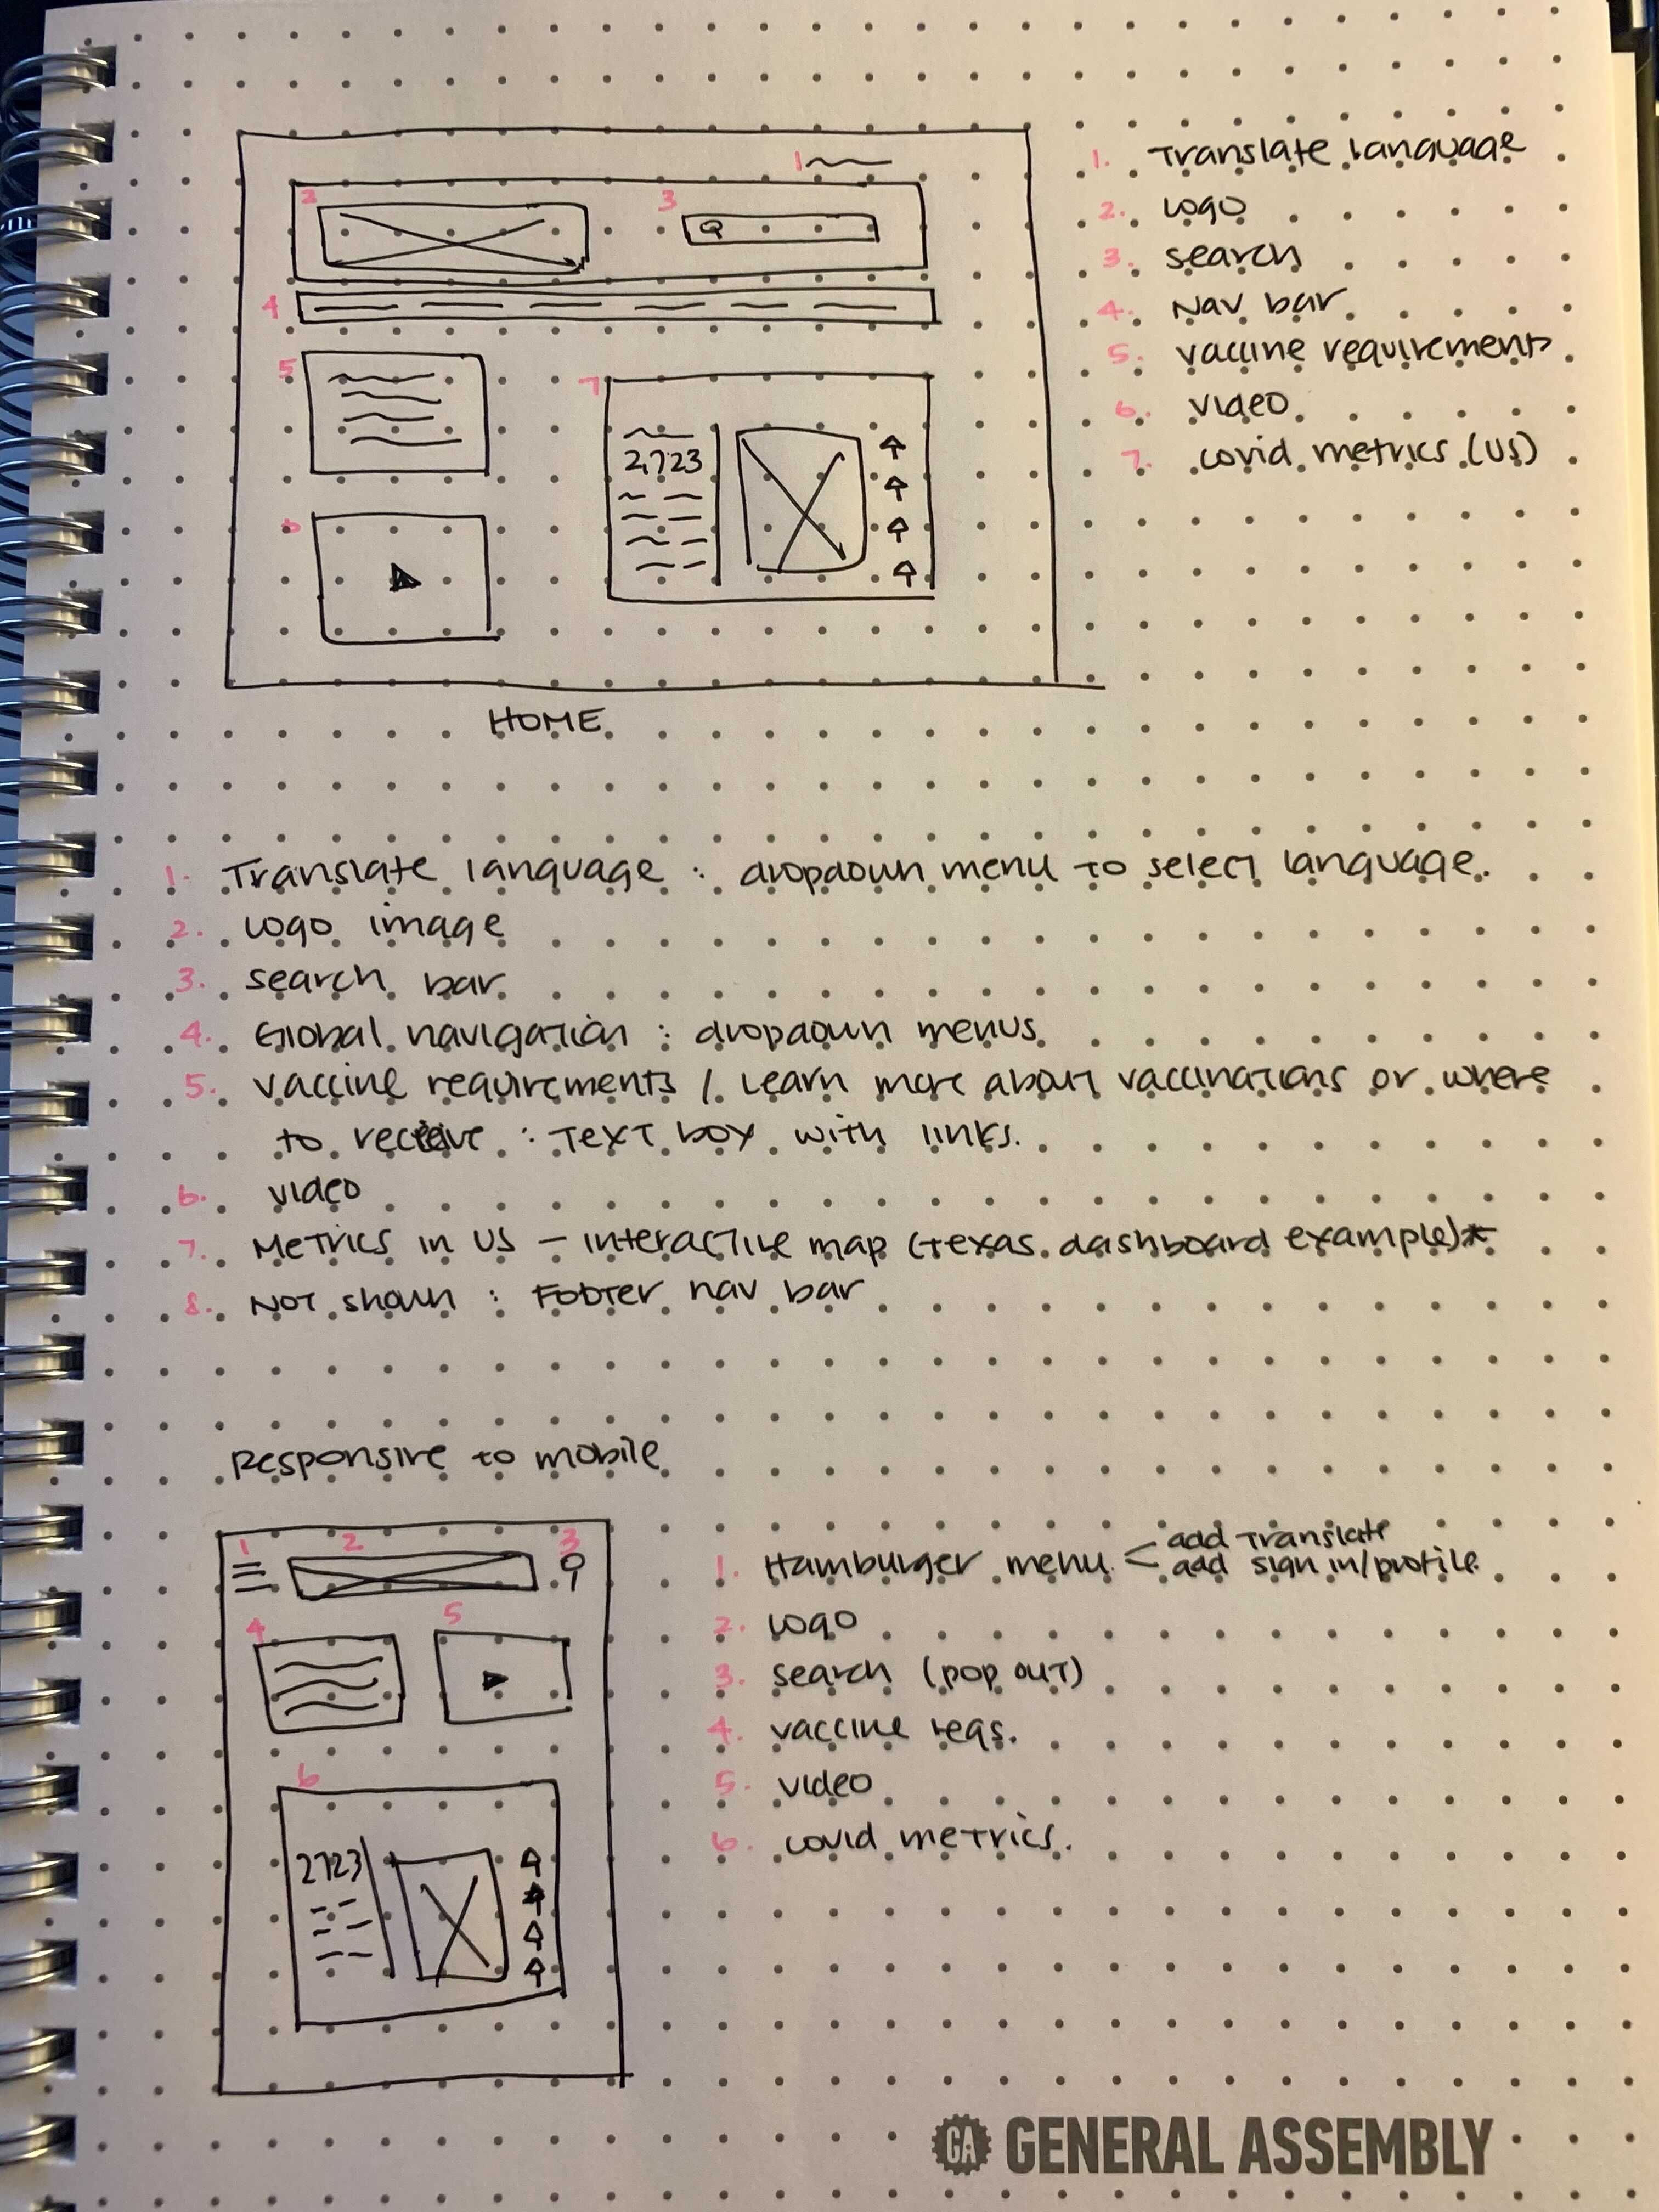 1. Translate language
2. Logo
3. search
4. Nav bar
5. vaccine requirements
6. video
7. covid metrics (US)
1
2
3
4
5
6
7
2,723
HOME
1. Translate language : dropdown menu to select language.
2. Logo image
3. search bar
4. Global navigation : dropdown menus
5. vaccine requirements / Learn more about vaccinations or where
to receive : Text box with links.
6. video
7. Metrics in US – interactive map (Texas dashboard example)*
8. NOT shown : Footer nav bar
Responsive to mobile
1 2 3
4 5
6
2723
1. Hamburger menu < add Translate
add sign in/profile
2. Logo
3. search (pop out)
4. vaccine reqs.
5. video
6. covid metrics.
GA GENERAL ASSEMBLY